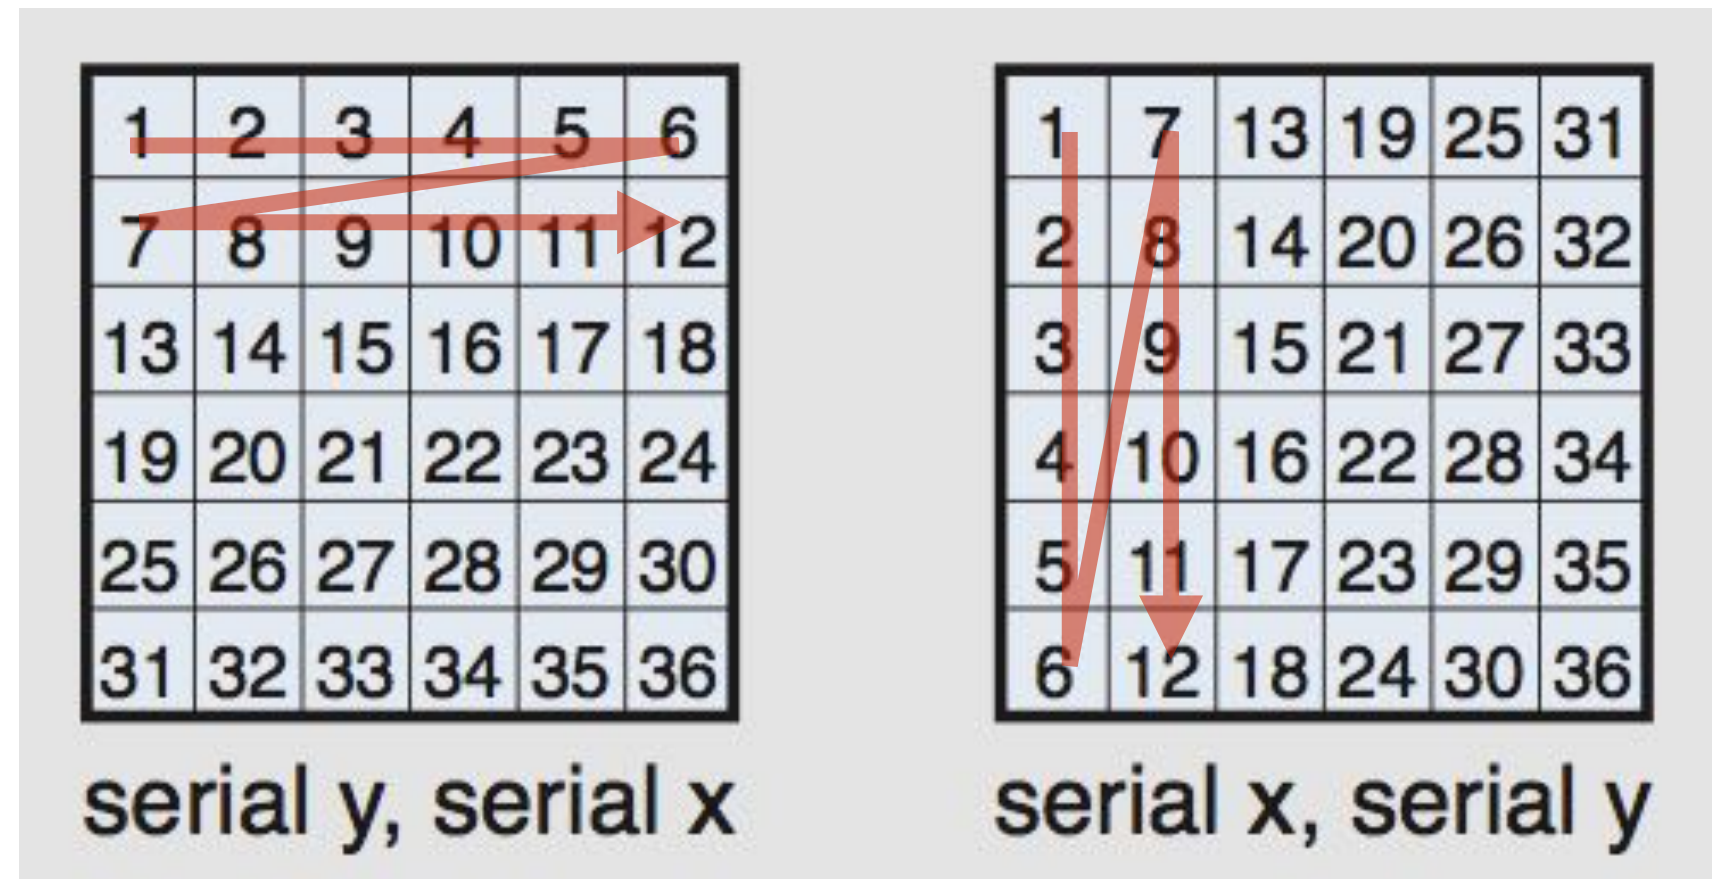 1 2 3 4 5 6
7 8 9 10 11 12
13 14 15 16 17 18
19 20 21 22 23 24
25 26 27 28 29 30
31 32 33 34 35 36
serial y, serial x
1 7 13 19 25 31
2 8 14 20 26 32
3 9 15 21 27 33
4 10 16 22 28 34
5 11 17 23 29 35
6 12 18 24 30 36
serial x, serial y